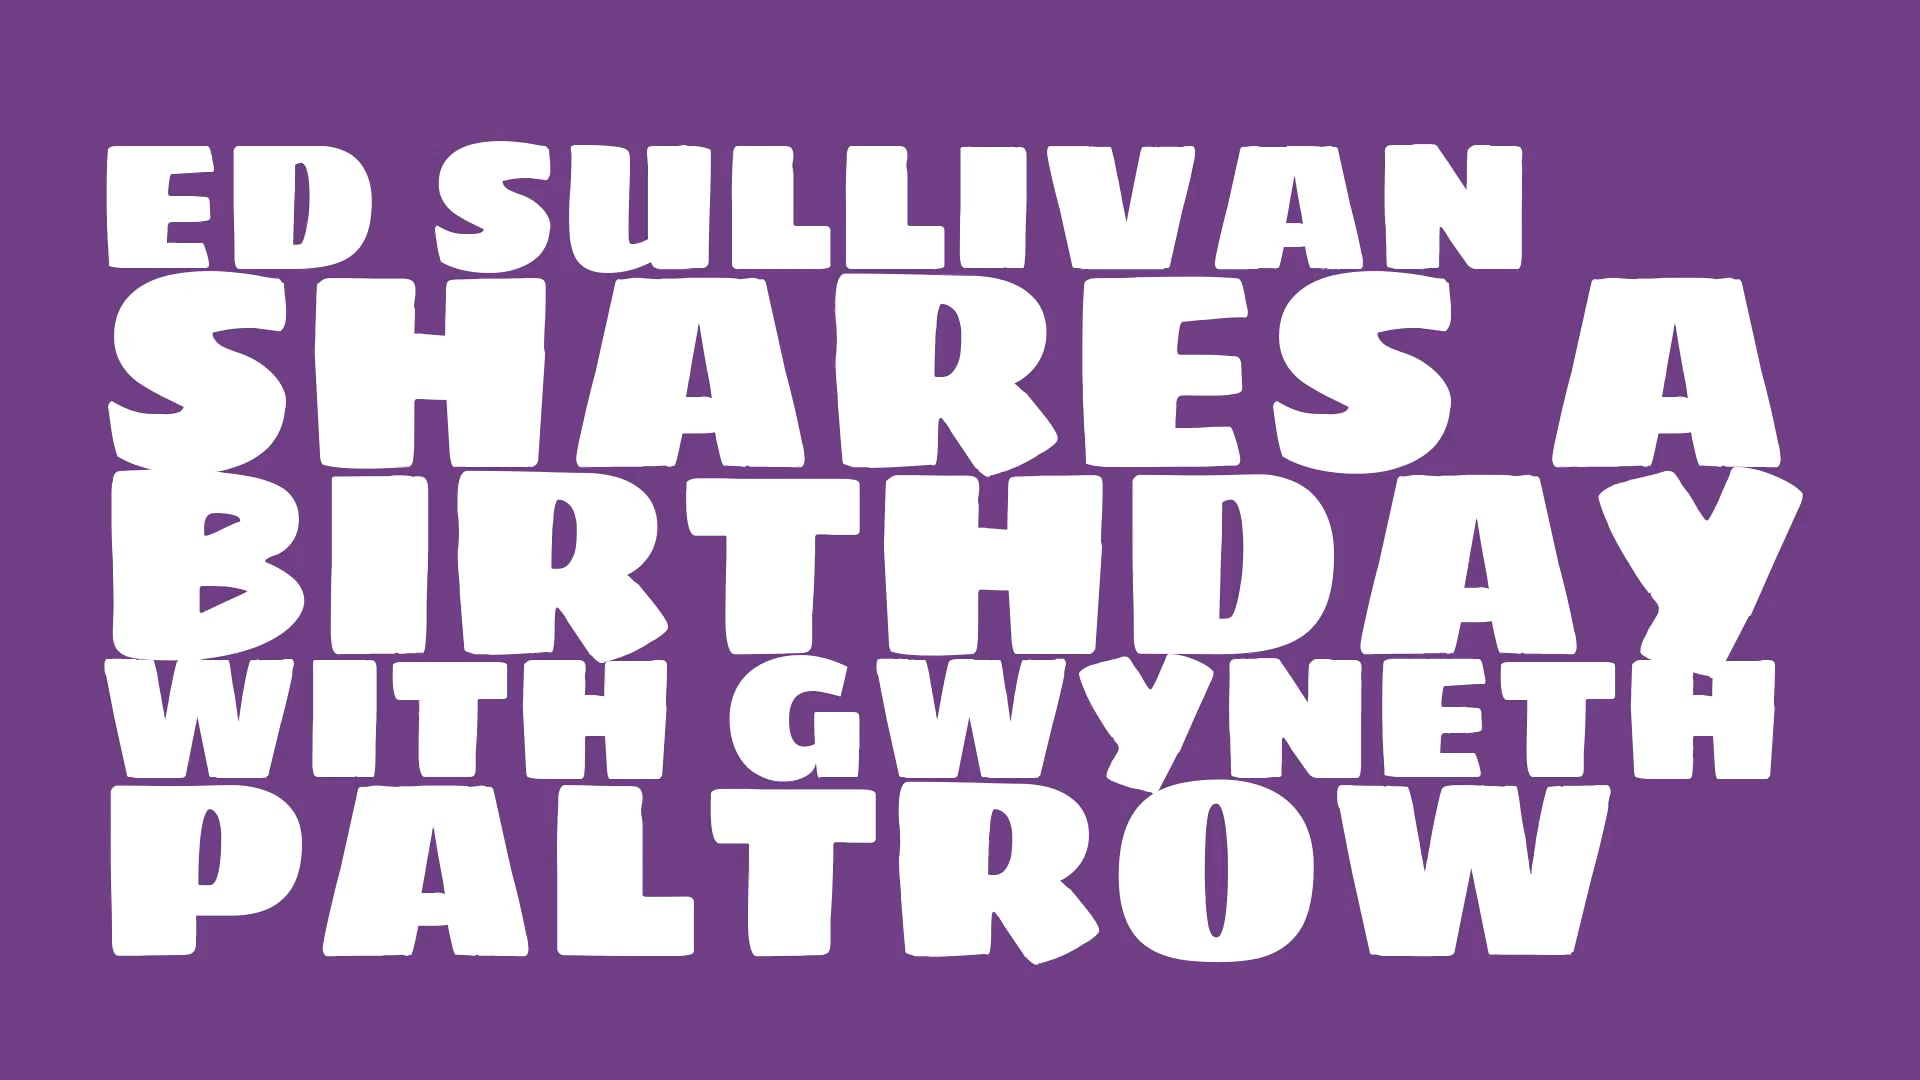 ED SULLIVAN
SHARES A
BIRTHDAY
WITH GWYNETH
PALTROW